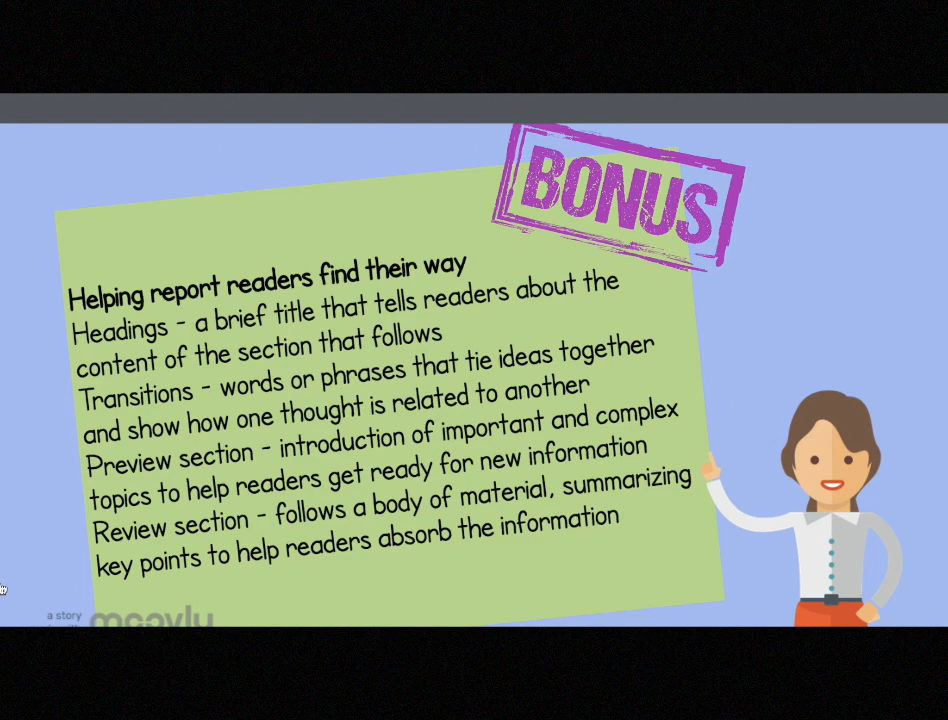 BONUS
Helping report readers find their way
Headings - a brief title that tells readers about the
content of the section that follows
Transitions - words or phrases that tie ideas together
and show how one thought is related to another
Preview section - introduction of important and complex
topics to help readers get ready for new information
Review section - follows a body of material, summarizing
key points to help readers absorb the information
a story
moovly